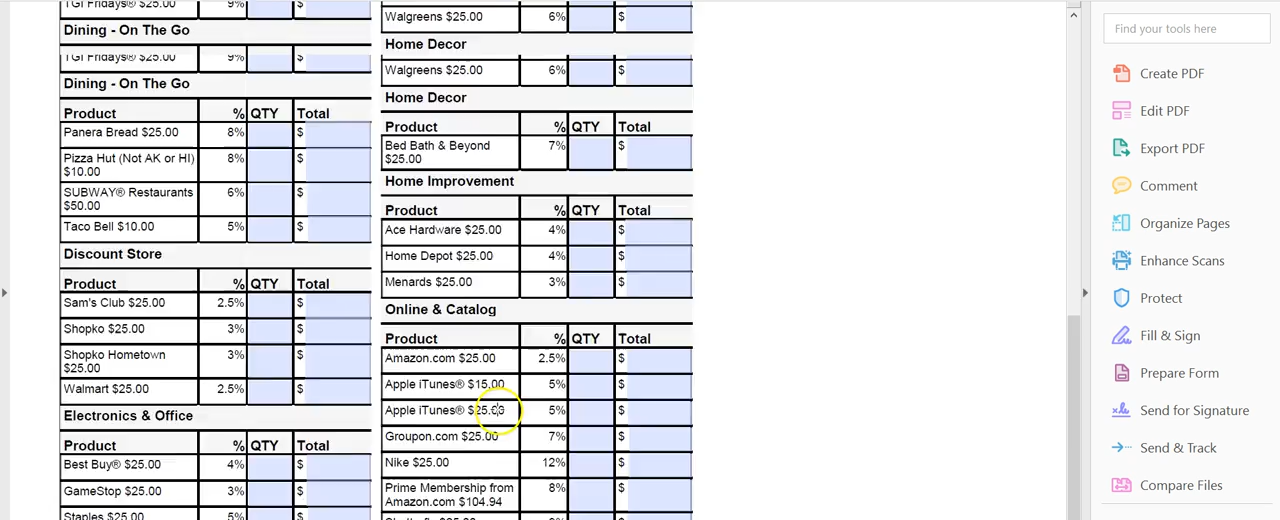 TGI Fridays® $25.00 9% $
Dining - On The Go
TGI Fridays® $25.00 9% $
Dining - On The Go
Product % QTY Total
Panera Bread $25.00 8% $
Pizza Hut (Not AK or HI) 8% $
$10.00
SUBWAY® Restaurants 6% $
$50.00
Taco Bell $10.00 5% $
Discount Store
Product % QTY Total
Sam's Club $25.00 2.5% $
Shopko $25.00 3% $
Shopko Hometown 3% $
$25.00
Walmart $25.00 2.5% $
Electronics & Office
Product % QTY Total
Best Buy® $25.00 4% $
GameStop $25.00 3% $
Staples $25.00 5% $
Walgreens $25.00 6% $
Home Decor
Walgreens $25.00 6% $
Home Decor
Product % QTY Total
Bed Bath & Beyond 7% $
$25.00
Home Improvement
Product % QTY Total
Ace Hardware $25.00 4% $
Home Depot $25.00 4% $
Menards $25.00 3% $
Online & Catalog
Product % QTY Total
Amazon.com $25.00 2.5% $
Apple iTunes® $15.00 5% $
Apple iTunes® $25.00 5% $
Groupon.com $25.00 7% $
Nike $25.00 12% $
Prime Membership from 8% $
Amazon.com $104.94
Find your tools here
Create PDF
Edit PDF
Export PDF
Comment
Organize Pages
Enhance Scans
Protect
Fill & Sign
Prepare Form
Send for Signature
Send & Track
Compare Files